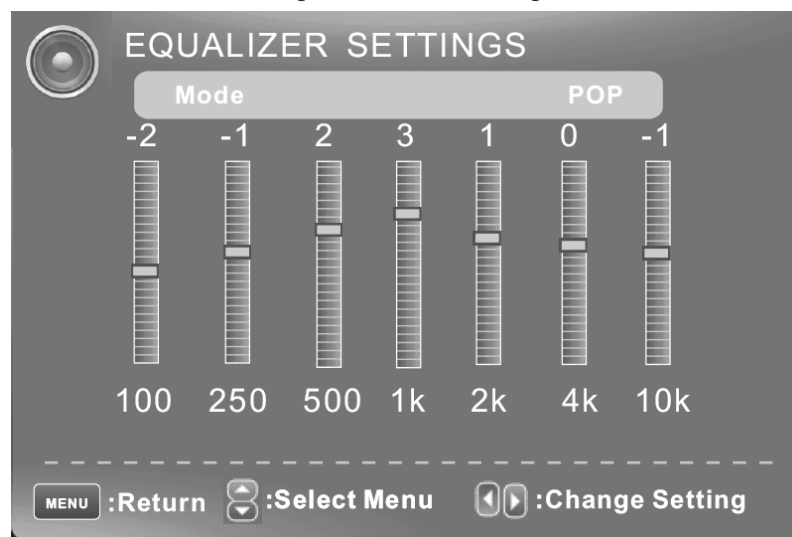 EQUALIZER SETTINGS
Mode POP
-2 -1 2 3 1 0 -1
100 250 500 1k 2k 4k 10k
MENU :Return :Select Menu :Change Setting